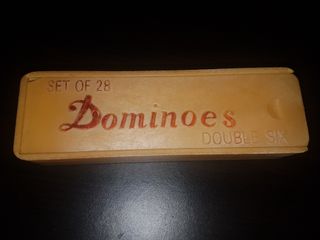 SET OF 28
Dominoes
DOUBLE SIX